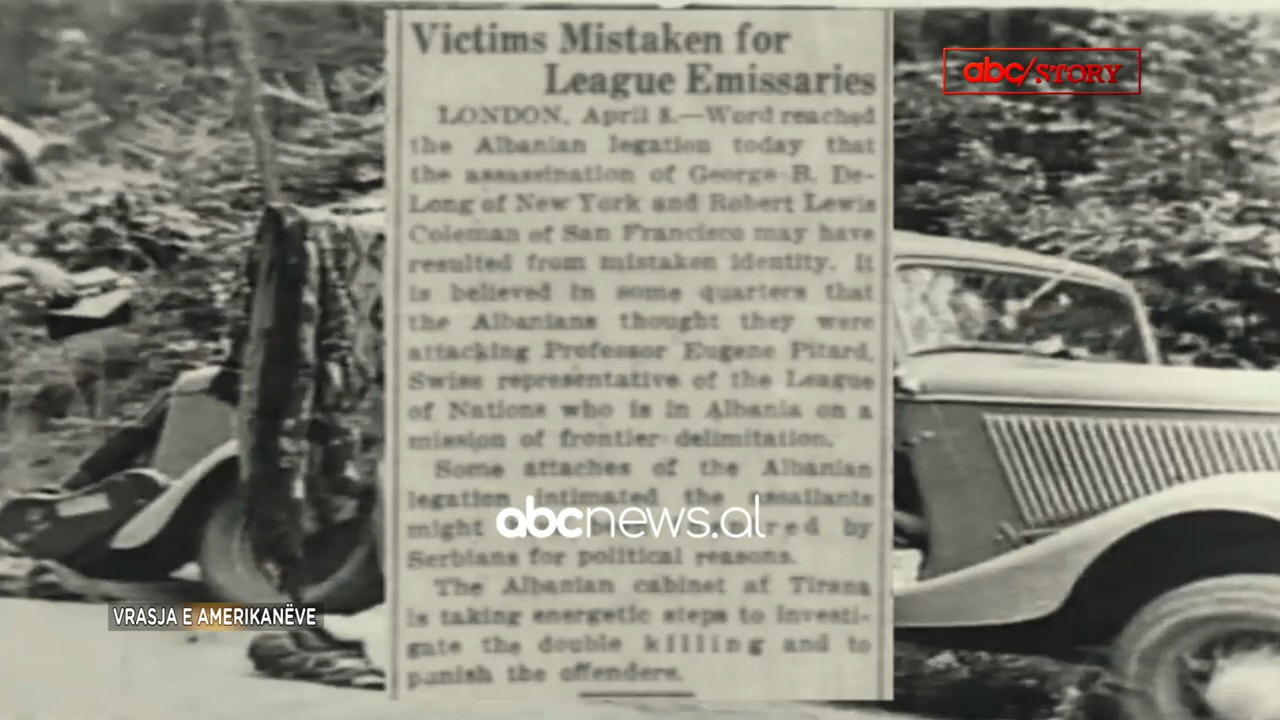 Victims Mistaken for
League Emissaries
LONDON, April 8.—Word reached
the Albanian legation today that
the assassination of George B. De-
Long of New York and Robert Lewis
Coleman of San Francisco may have
resulted from mistaken identity. It
is believed in some quarters that
the Albanians thought they were
attacking Professor Eugene Pitard,
Swiss representative of the League
of Nations who is in Albania on a
mission of frontier delimitation.
Some attaches of the Albanian
legation intimated the assailants
might by
Serbians for political reasons.
The Albanian cabinet at Tirana
is taking energetic steps to investi-
gate the double killing and to
punish the offenders.
abc/STORY
abcnews.al
VRASJA E AMERIKANËVE